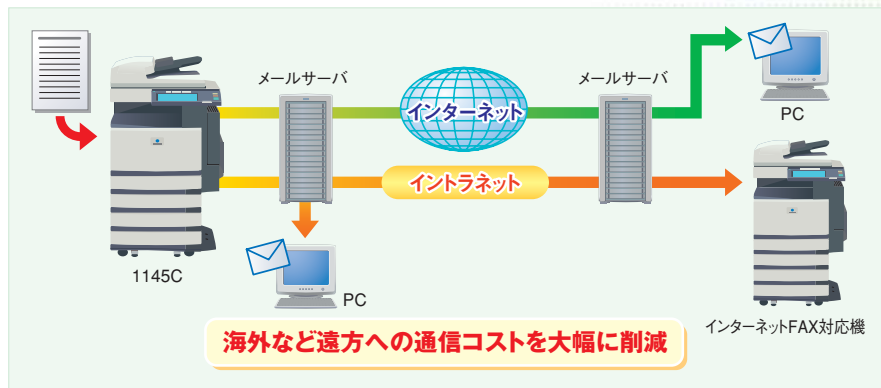 メールサーバ
メールサーバ
インターネット
PC
イントラネット
1145C
PC
インターネットFAX対応機
海外など遠方への通信コストを大幅に削減